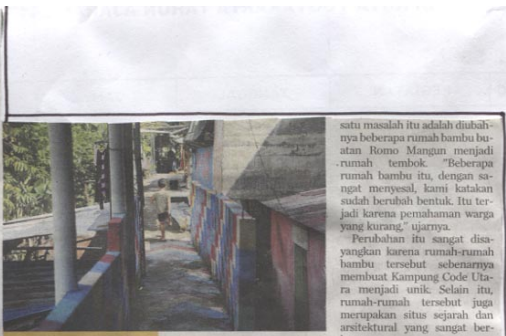 satu masalah itu adalah diubah-
nya beberapa rumah bambu bu-
atan Romo Mangun menjadi
rumah tembok. "Beberapa
rumah bambu itu, dengan sa-
ngat menyesal, kami katakan
sudah berubah bentuk. Itu ter-
jadi karena pemahaman warga
yang kurang," ujarnya.
Perubahan itu sangat disa-
yangkan karena rumah-rumah
bambu tersebut sebenarnya
membuat Kampung Code Uta-
ra menjadi unik. Selain itu,
rumah-rumah tersebut juga
merupakan situs sejarah dan
arsitektural yang sangat ber-